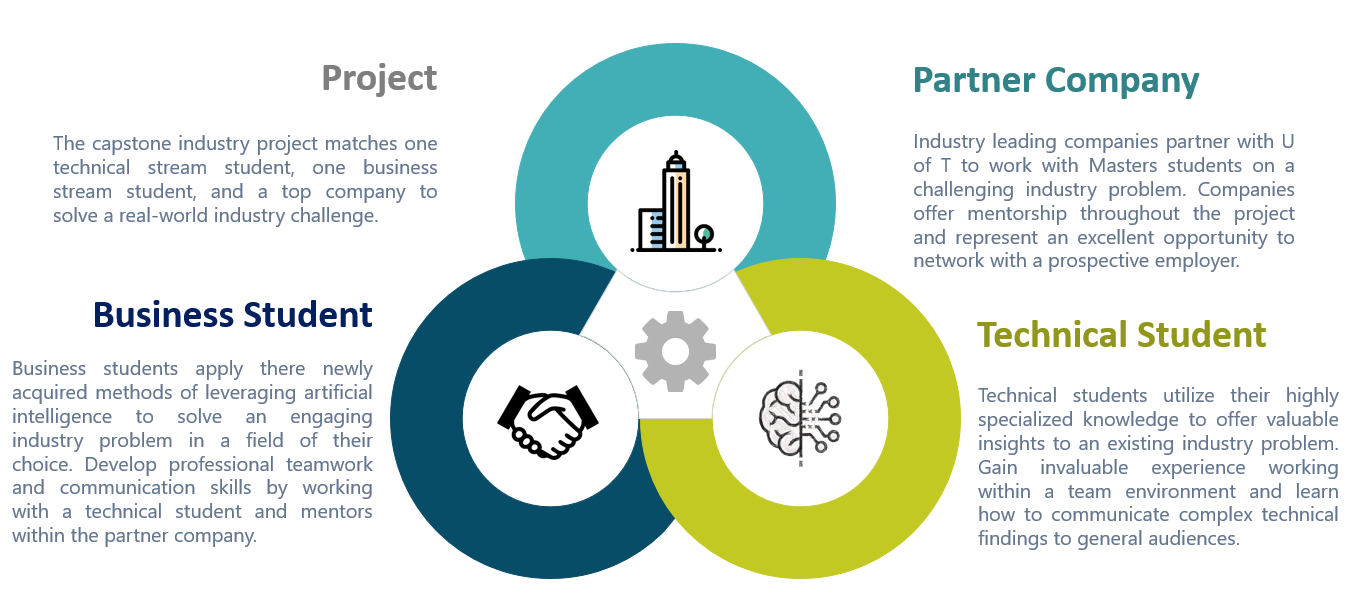 Project
The capstone industry project matches one
technical stream student, one business
stream student, and a top company to
solve a real-world industry challenge.
Partner Company
Industry leading companies partner with U
of T to work with Masters students on a
challenging industry problem. Companies
offer mentorship throughout the project
and represent an excellent opportunity to
network with a prospective employer.
Business Student
Business students apply there newly
acquired methods of leveraging artificial
intelligence to solve an engaging
industry problem in a field of their
choice. Develop professional teamwork
and communication skills by working
with a technical student and mentors
within the partner company.
Technical Student
Technical students utilize their highly
specialized knowledge to offer valuable
insights to an existing industry problem.
Gain invaluable experience working
within a team environment and learn
how to communicate complex technical
findings to general audiences.